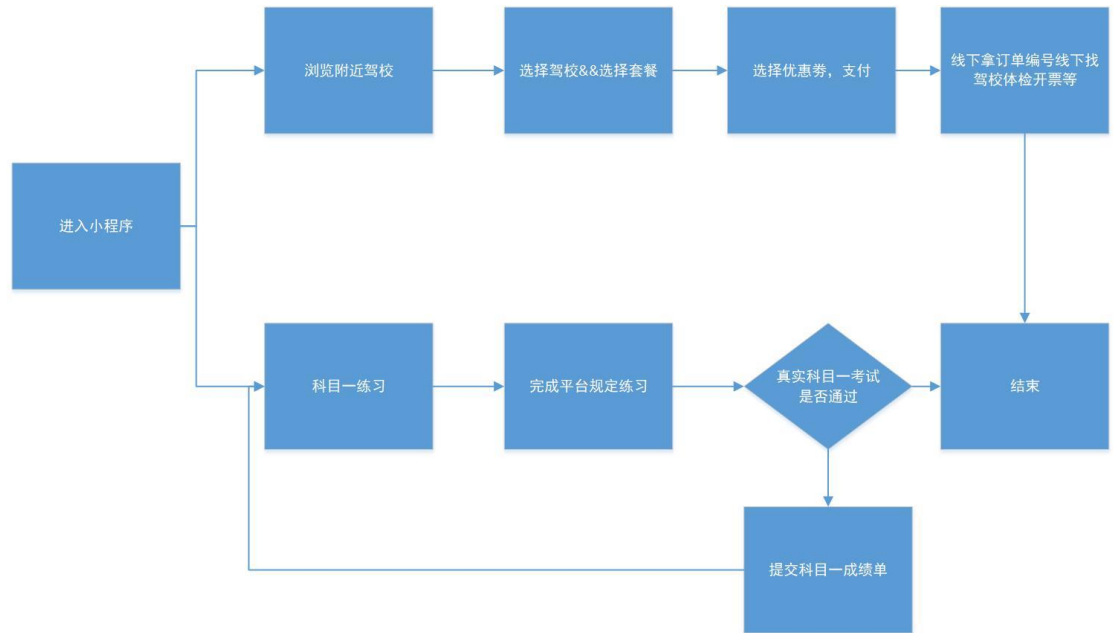 浏览附近驾校
选择驾校&&选择套餐
选择优惠劵，支付
线下拿订单编号线下找
驾校体检开票等
进入小程序
科目一练习
完成平台规定练习
真实科目一考试
是否通过
结束
提交科目一成绩单